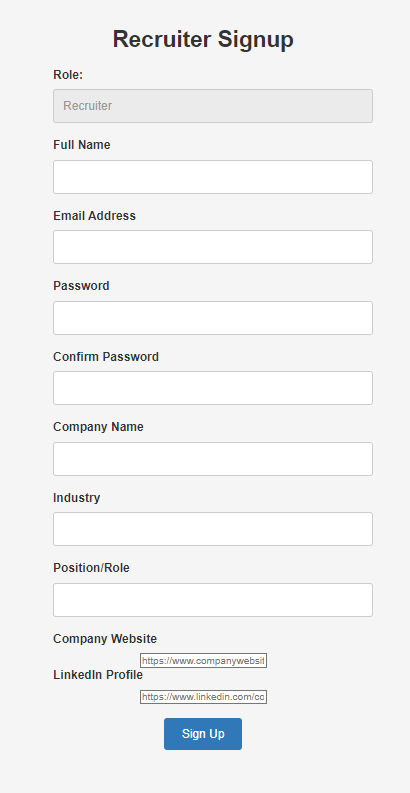 Recruiter Signup
Role:
Recruiter
Full Name
Email Address
Password
Confirm Password
Company Name
Industry
Position/Role
Company Website
https://www.companywebsit
LinkedIn Profile
https://www.linkedin.com/co
Sign Up